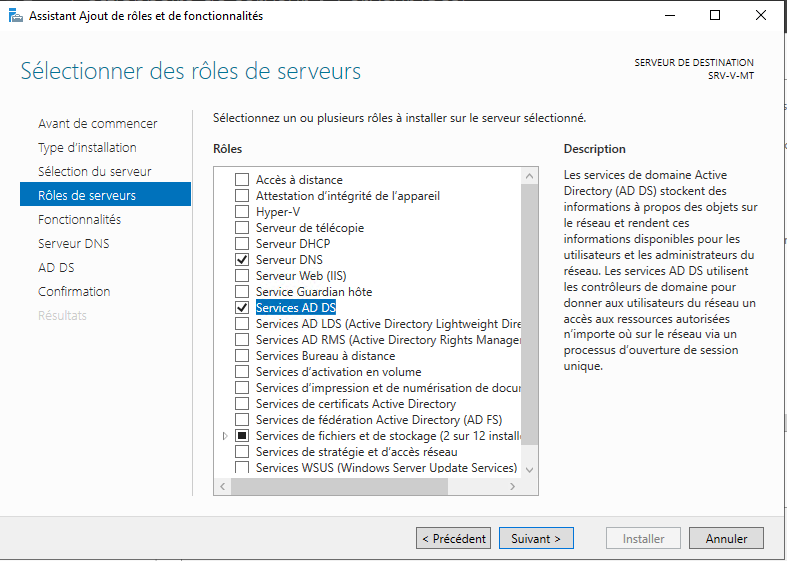 Assistant Ajout de rôles et de fonctionnalités
Sélectionner des rôles de serveurs
SERVEUR DE DESTINATION
SRV-V-MT
Avant de commencer
Type d'installation
Sélection du serveur
Rôles de serveurs
Fonctionnalités
Serveur DNS
AD DS
Confirmation
Résultats
Sélectionnez un ou plusieurs rôles à installer sur le serveur sélectionné.
Rôles
Accès à distance
Attestation d'intégrité de l'appareil
Hyper-V
Serveur de télécopie
Serveur DHCP
Serveur DNS
Serveur Web (IIS)
Service Guardian hôte
Services AD DS
Services AD LDS (Active Directory Lightweight Dire
Services AD RMS (Active Directory Rights Manage
Services Bureau à distance
Services d'activation en volume
Services d'impression et de numérisation de docu
Services de certificats Active Directory
Services de fédération Active Directory (AD FS)
Services de fichiers et de stockage (2 sur 12 install
Services de stratégie et d'accès réseau
Services WSUS (Windows Server Update Services)
Description
Les services de domaine Active
Directory (AD DS) stockent des
informations à propos des objets sur
le réseau et rendent ces
informations disponibles pour les
utilisateurs et les administrateurs du
réseau. Les services AD DS utilisent
les contrôleurs de domaine pour
donner aux utilisateurs du réseau un
accès aux ressources autorisées
n'importe où sur le réseau via un
processus d'ouverture de session
unique.
< Précédent
Suivant >
Installer
Annuler